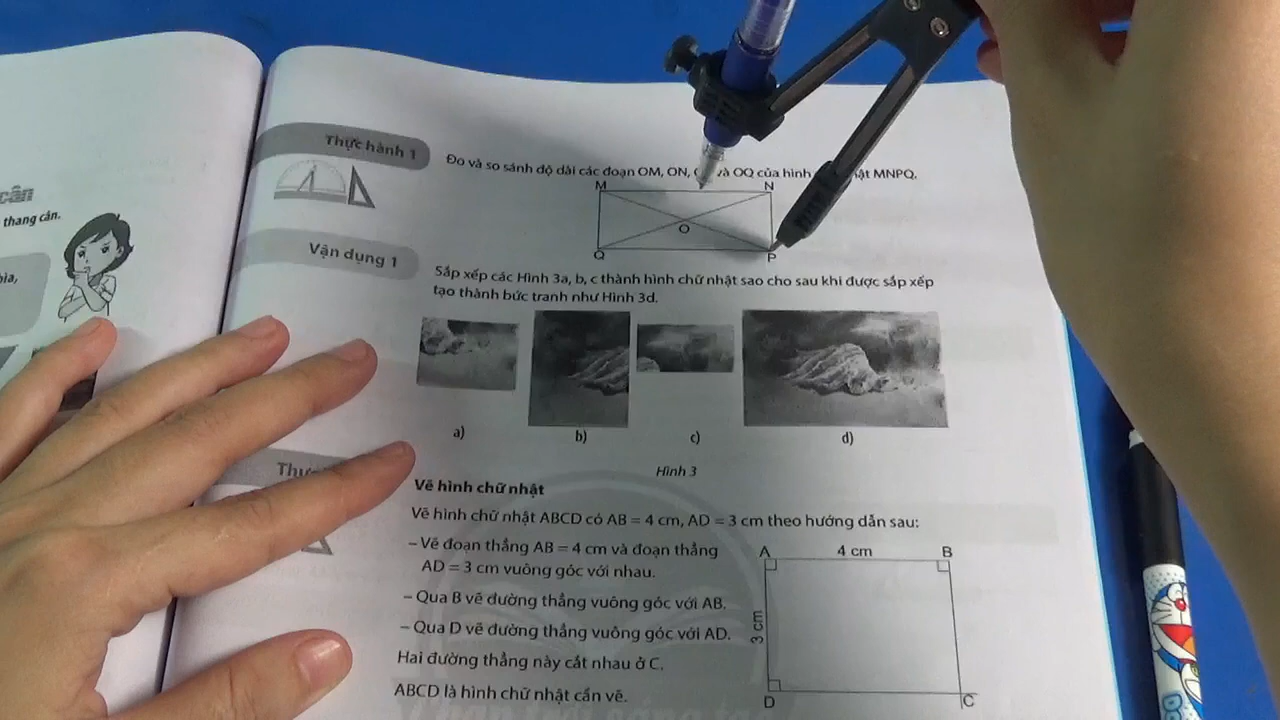 cân
thang cân.
Thực hành 1
Đo và so sánh độ dài các đoạn OM, ON, và OQ của hình MNPQ.
M N
O
Q P
Vận dụng 1
Sắp xếp các Hình 3a, b, c thành hình chữ nhật sao cho sau khi được sắp xếp
tạo thành bức tranh như Hình 3d.
a) b) c) d)
Hình 3
Vẽ hình chữ nhật
Vẽ hình chữ nhật ABCD có AB = 4 cm, AD = 3 cm theo hướng dẫn sau:
– Vẽ đoạn thẳng AB = 4 cm và đoạn thẳng
AD = 3 cm vuông góc với nhau.
– Qua B vẽ đường thẳng vuông góc với AB.
– Qua D vẽ đường thẳng vuông góc với AD.
Hai đường thẳng này cắt nhau ở C.
ABCD là hình chữ nhật cần vẽ.
A 4 cm B
3 cm
D C